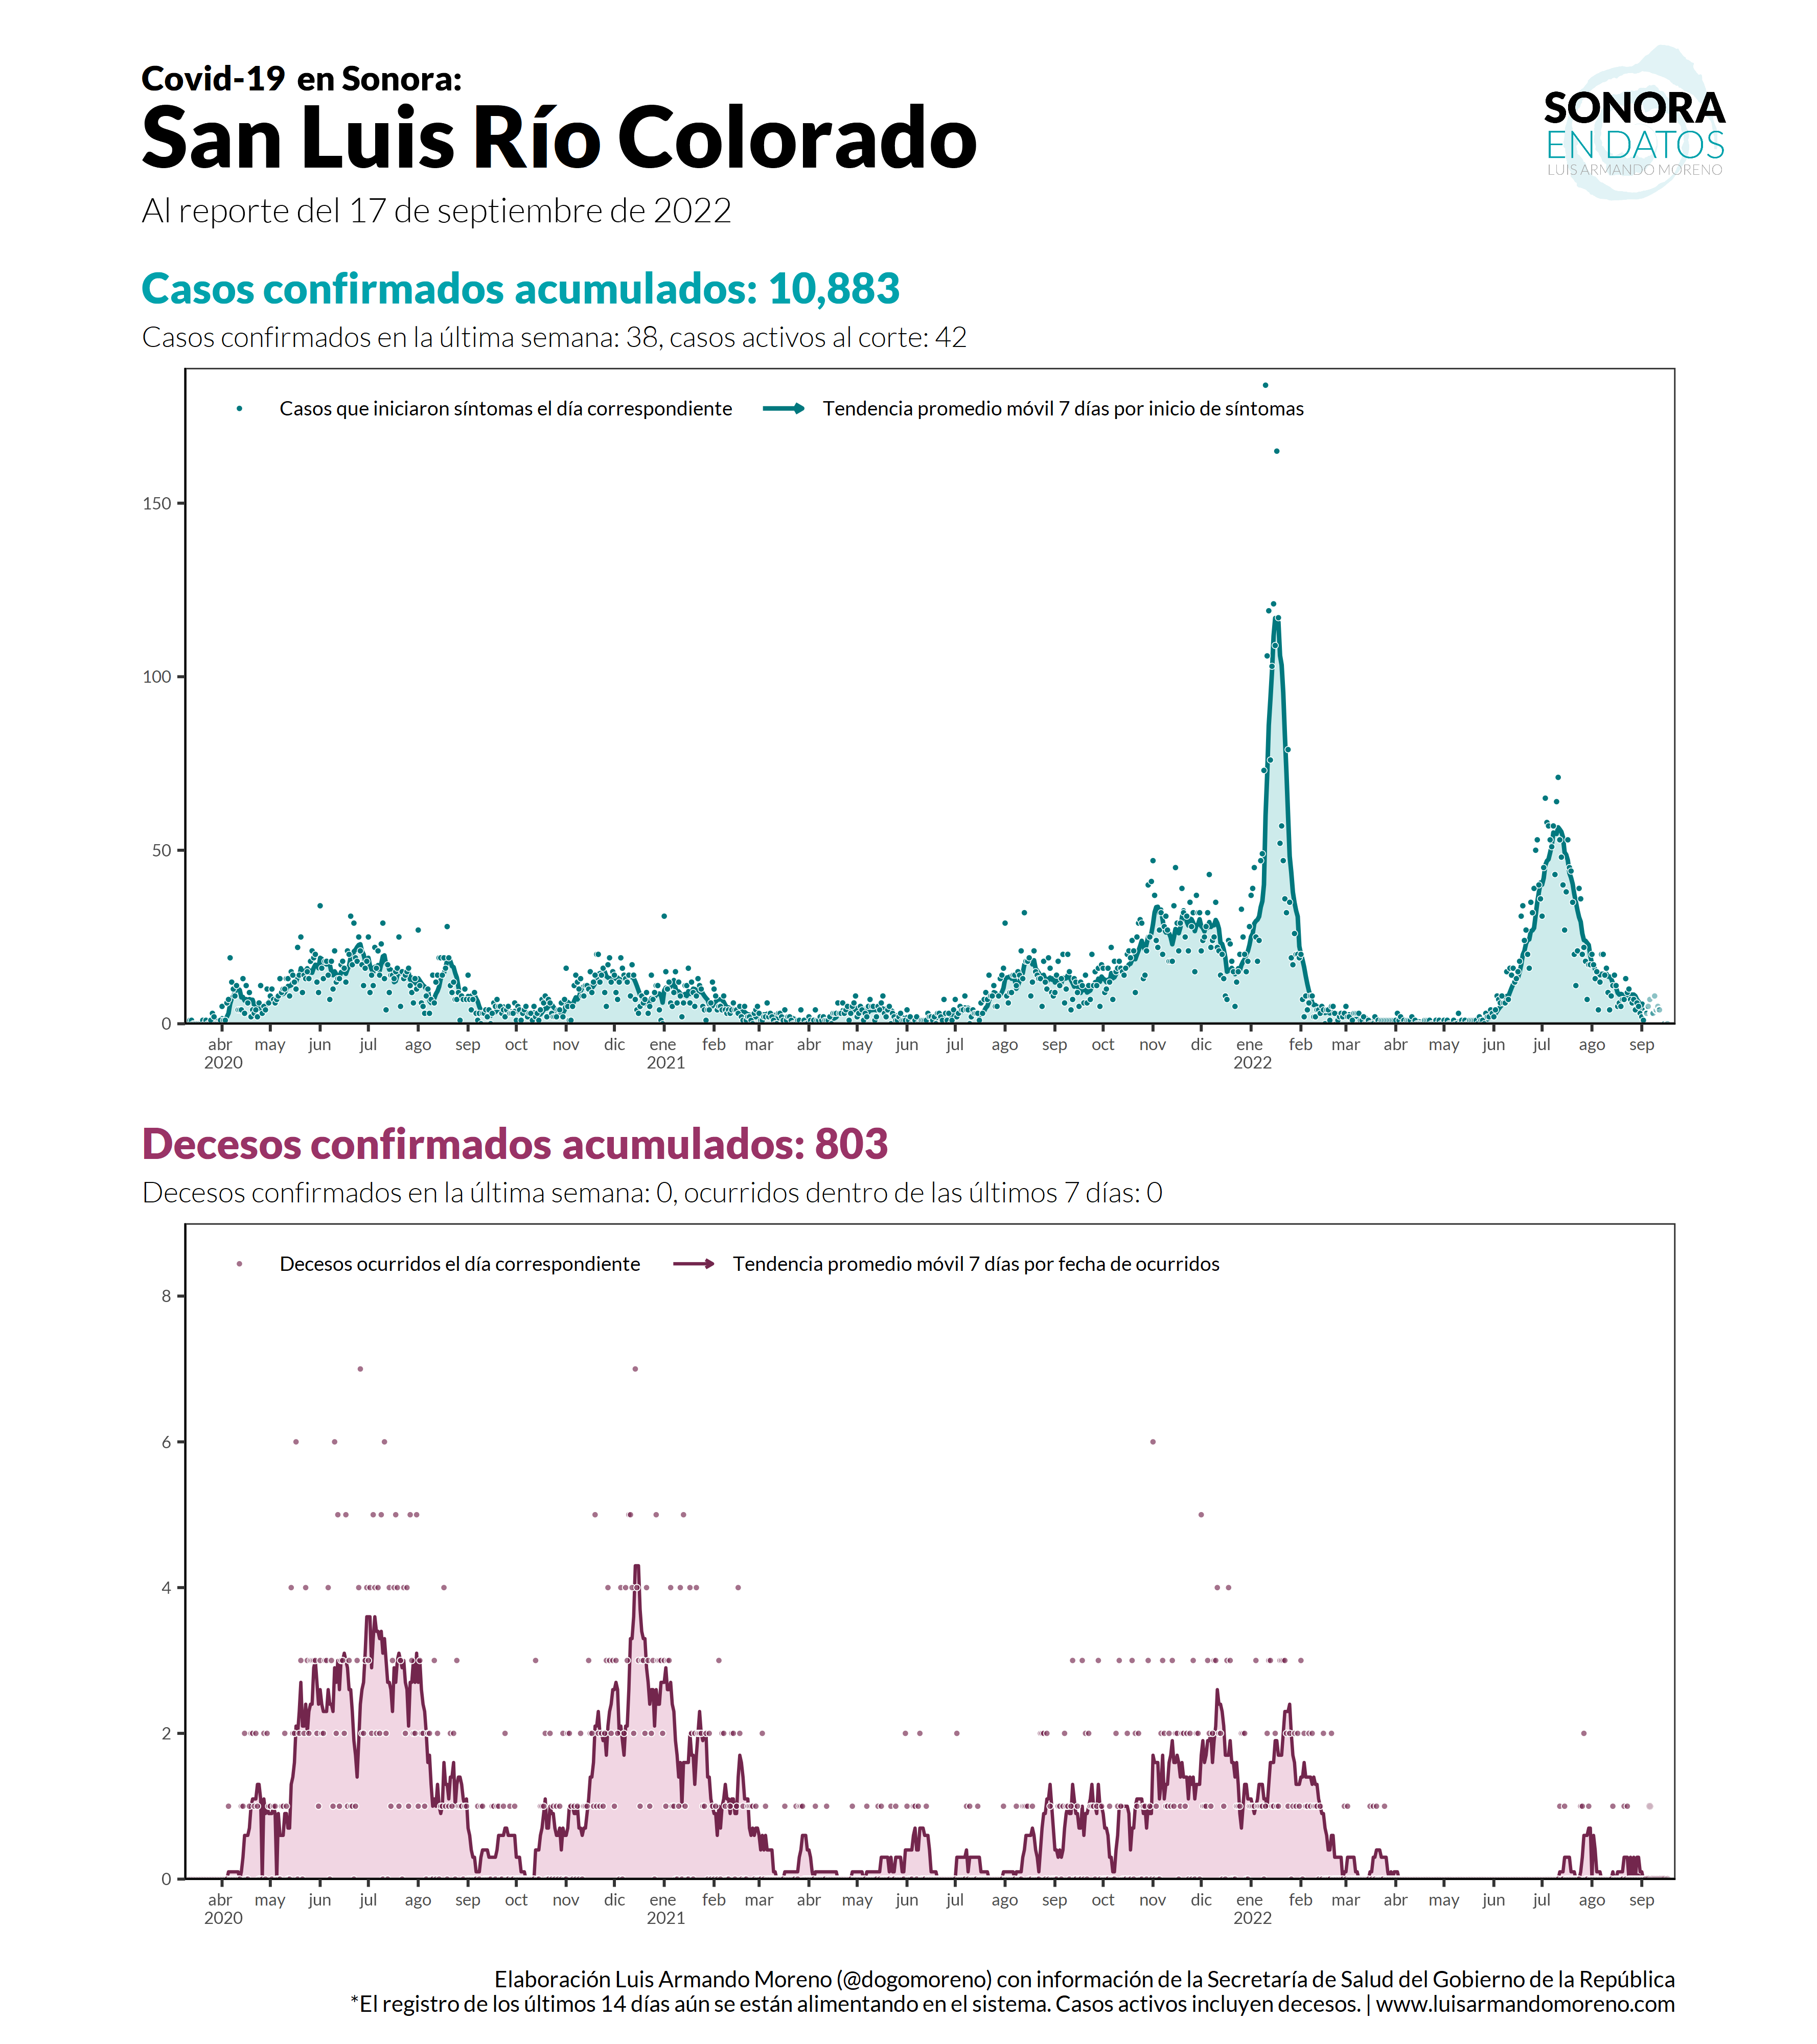 Covid-19 en Sonora:
San Luis Río Colorado
Al reporte del 17 de septiembre de 2022
SONORA
EN DATOS
LUIS ARMANDO MORENO
Casos confirmados acumulados: 10,883
Casos confirmados en la última semana: 38, casos activos al corte: 42
Casos que iniciaron síntomas el día correspondiente
Tendencia promedio móvil 7 días por inicio de síntomas
150
100
50
0
abr may jun jul ago sep oct nov dic ene feb mar abr may jun jul ago sep oct nov dic ene feb mar abr may jun jul ago sep
2020 2021 2022
Decesos confirmados acumulados: 803
Decesos confirmados en la última semana: 0, ocurridos dentro de las últimos 7 días: 0
Decesos ocurridos el día correspondiente
Tendencia promedio móvil 7 días por fecha de ocurridos
8
6
4
2
0
abr may jun jul ago sep oct nov dic ene feb mar abr may jun jul ago sep oct nov dic ene feb mar abr may jun jul ago sep
2020 2021 2022
Elaboración Luis Armando Moreno (@dogomoreno) con información de la Secretaría de Salud del Gobierno de la República
*El registro de los últimos 14 días aún se están alimentando en el sistema. Casos activos incluyen decesos. | www.luisarmandomoreno.com